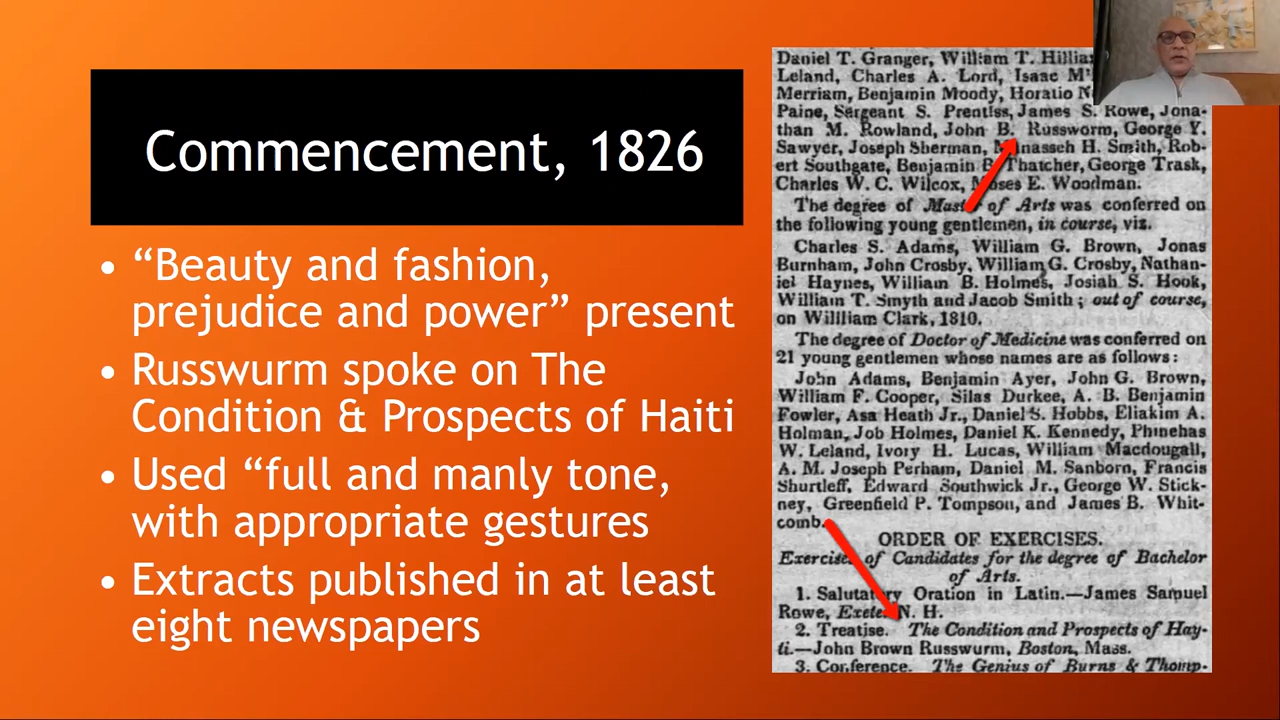 Commencement, 1826
• “Beauty and fashion,
prejudice and power” present
• Russwurm spoke on The
Condition & Prospects of Haiti
• Used “full and manly tone,
with appropriate gestures
• Extracts published in at least
eight newspapers
Daniel T. Granger, William T.
Leland, Charles A. Lord, Isaac
Merriam, Benjamin Moody, Horatio
Paine, Sergeant S. Prentiss, James S. Rowe, Jona-
than M. Rowland, John B. Russworm, George Y.
Sawyer, Joseph Sherman, Manasseh H. Smith, Rob-
ert Southgate, Benjamin B. Thatcher, George Trask,
Charles W. C. Wilcox, Moses E. Woodman.
The degree of Master of Arts was conferred on
the following young gentlemen, in course, viz.
Charles S. Adams, William G. Brown, Jonas
Burnham, John Crosby, William G. Crosby, Nathan-
iel Haynes, William B. Holmes, Josiah S. Hook,
William T. Smyth and Jacob Smith ; out of course,
on Willliam Clark, 1810.
The degree of Doctor of Medicine was conferred on
21 young gentlemen whose names are as follows :
John Adams, Benjamin Ayer, John G. Brown,
William F. Cooper, Silas Durkee, A. B. Benjamin
Fowler, Asa Heath Jr., Daniel S. Hobbs, Eliakim A.
Holman, Job Holmes, Daniel K. Kennedy, Phinehas
W. Leland, Ivory H. Lucas, William Macdougall,
A. M. Joseph Perham, Daniel M. Sanborn, Francis
Shurtleff, Edward Southwick Jr., George W. Stick-
ney, Greenfield P. Tompson, and James B. Whit-
comb.
ORDER OF EXERCISES.
Exercises of Candidates for the degree of Bachelor
of Arts.
1. Salutatory Oration in Latin.—James Samuel
Rowe, Exeter N. H.
2. Treatise. The Condition and Prospects of Hay-
ti.—John Brown Russwurm, Boston, Mass.
3. Conference. The Genius of Burns & Thomp-